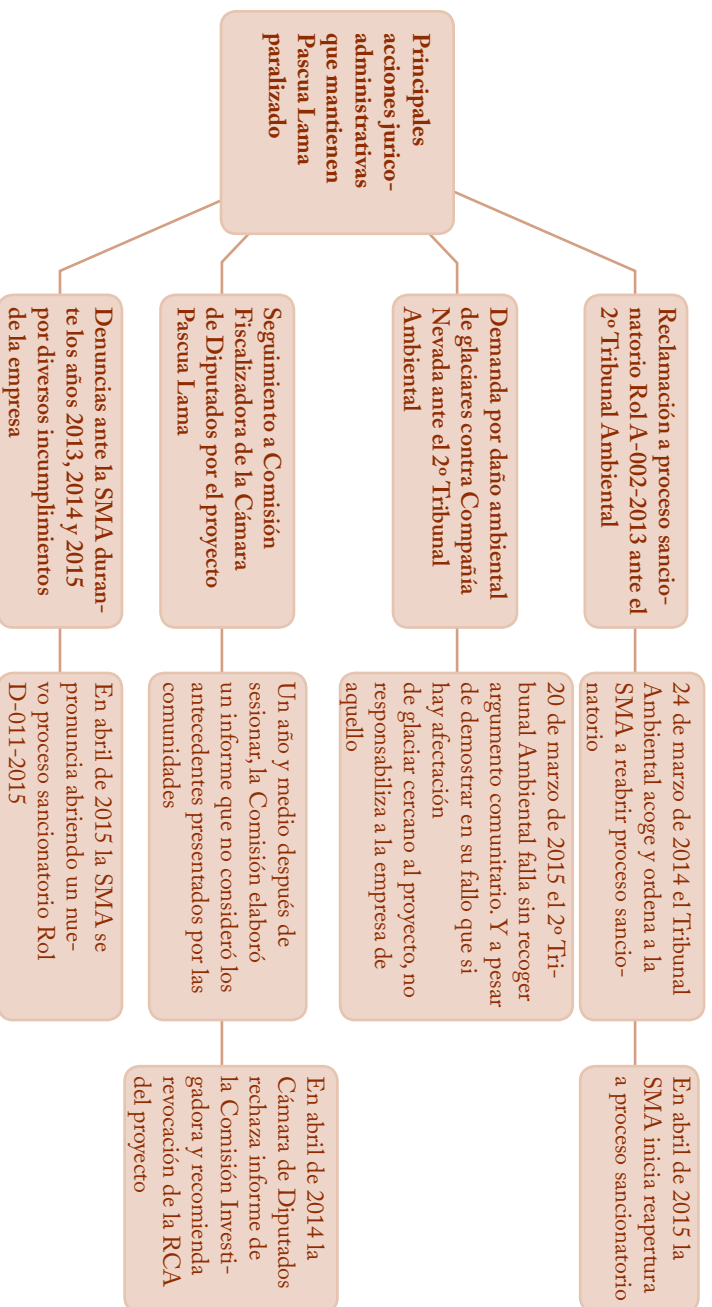 Principales
acciones jurico-
administrativas
que mantienen
Pascua Lama
paralizado
Reclamación a proceso sancio-
natorio Rol A-002-2013 ante el
2º Tribunal Ambiental
24 de marzo de 2014 el Tribunal
Ambiental acoge y ordena a la
SMA a reabrir proceso sancio-
natorio
En abril de 2015 la
SMA inicia reapertura
a proceso sancionatorio
Demanda por daño ambiental
de glaciares contra Compañía
Nevada ante el 2º Tribunal
Ambiental
20 de marzo de 2015 el 2º Tri-
bunal Ambiental falla sin recoger
argumento comunitario. Y a pesar
de demostrar en su fallo que si
hay afectación
de glaciar cercano al proyecto, no
responsabiliza a la empresa de
aquello
Seguimiento a Comisión
Fiscalizadora de la Cámara
de Diputados por el proyecto
Pascua Lama
Un año y medio después de
sesionar, la Comisión elaboró
un informe que no consideró los
antecedentes presentados por las
comunidades
En abril de 2014 la
Cámara de Diputados
rechaza informe de
la Comisión Investi-
gadora y recomienda
revocación de la RCA
del proyecto
Denuncias ante la SMA duran-
te los años 2013, 2014 y 2015
por diversos incumplimientos
de la empresa
En abril de 2015 la SMA se
pronuncia abriendo un nue-
vo proceso sancionatorio Rol
D-011-2015